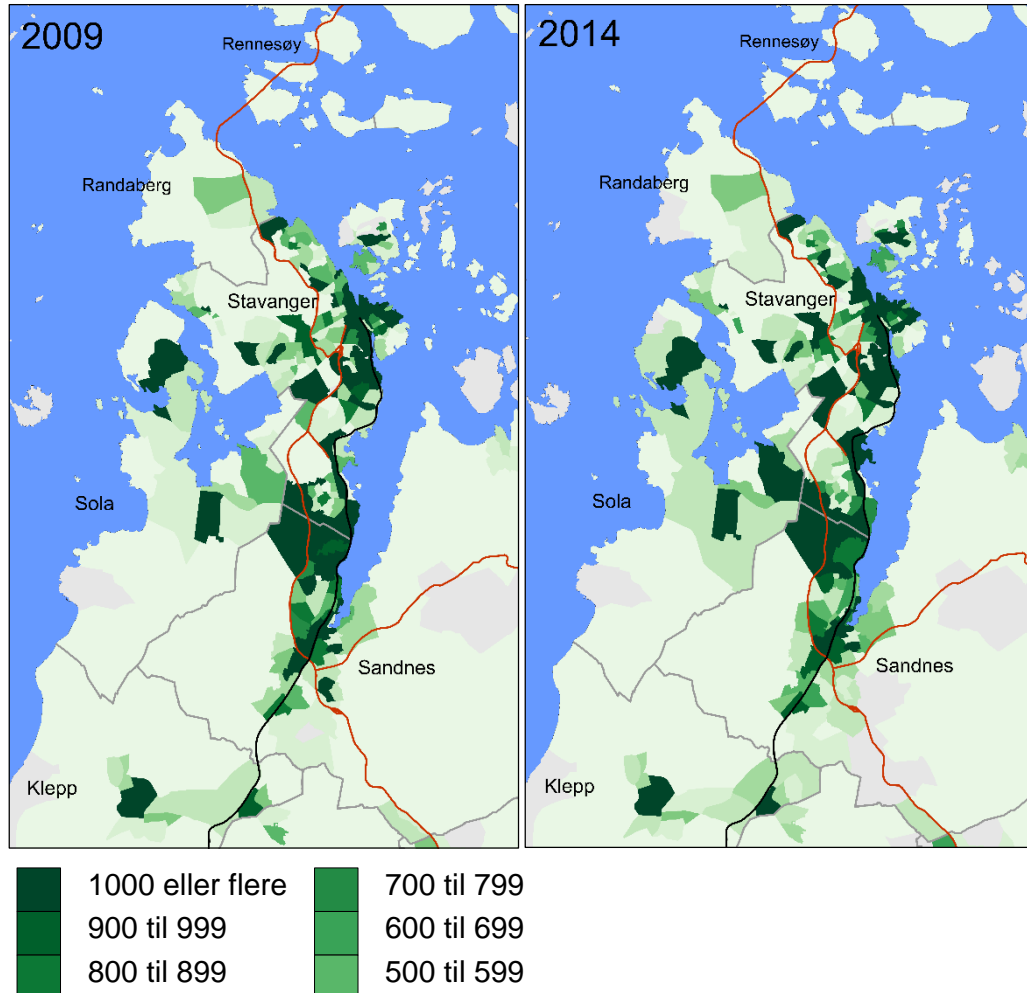 2009
Rennesøy
Randaberg
Stavanger
Sola
Sandnes
Klepp
2014
Rennesøy
Randaberg
Stavanger
Sola
Sandnes
Klepp
1000 eller flere
900 til 999
800 til 899
700 til 799
600 til 699
500 til 599